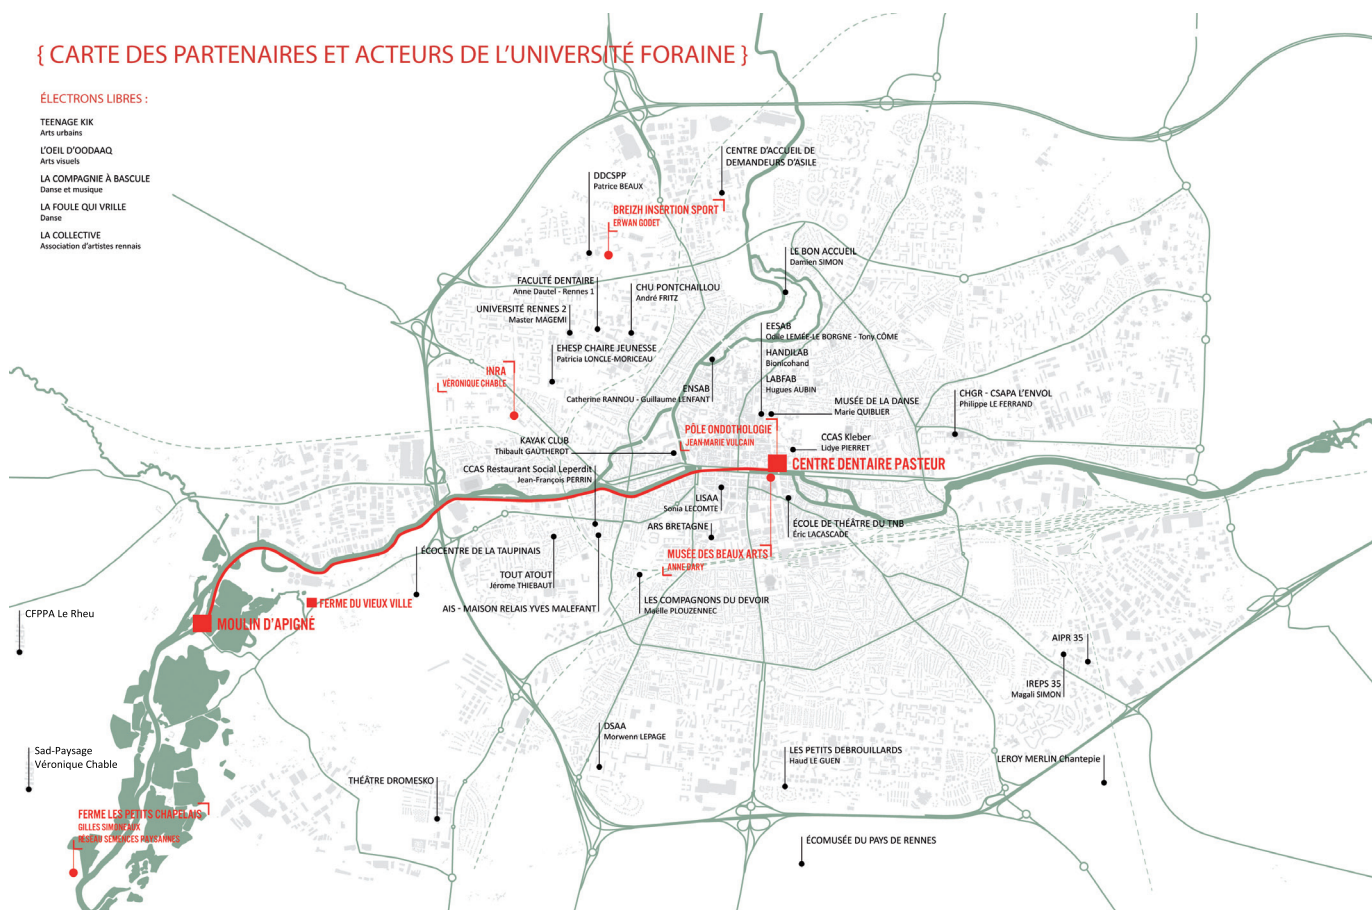 { CARTE DES PARTENAIRES ET ACTEURS DE L'UNIVERSITÉ FORAINE }
ÉLECTRONS LIBRES :
TEENAGE KIK
Arts urbains
L'OEIL D'OODAAQ
Arts visuels
LA COMPAGNIE À BASCULE
Danse et musique
LA FOULE QUI VRILLE
Danse
LA COLLECTIVE
Association d'artistes rennais
CENTRE D'ACCUEIL DE
DEMANDEURS D'ASILE
DDCSPP
Patrice BEAUX
BREIZH INSERTION SPORT
ERWAN GODET
LE BON ACCUEIL
Damien SIMON
FACULTÉ DENTAIRE
Anne Dautel - Rennes 1
CHU PONTCHAILLOU
André FRITZ
UNIVERSITÉ RENNES 2
Master MAGEMI
EESAB
Odile LEMÉE-LE BORGNE - Tony CÔME
EHESP CHAIRE JEUNESSE
Patricia LONCLE-MORICEAU
HANDILAB
Bionicohand
INRA
VÉRONIQUE CHABLE
LABFAB
Hugues AUBIN
ENSAB
Catherine RANNOU - Guillaume LENFANT
MUSÉE DE LA DANSE
Marie QUIBLIER
CHGR - CSAPA L'ENVOL
Philippe LE FERRAND
PÔLE ONDOTHOLOGIE
JEAN-MARIE VULCAIN
KAYAK CLUB
Thibault GAUTHEROT
CCAS Kleber
Lidye PIERRET
CENTRE DENTAIRE PASTEUR
CCAS Restaurant Social Leperdit
Jean-François PERRIN
LISAA
Sonia LECOMTE
ARS BRETAGNE
ÉCOLE DE THÉÂTRE DU TNB
Éric LACASCADE
MUSÉE DES BEAUX ARTS
ANNE DARY
ÉCOCENTRE DE LA TAUPINAIS
TOUT ATOUT
Jérome THIEBAUT
LES COMPAGNONS DU DEVOIR
Maëlle PLOUZENNEC
AIS - MAISON RELAIS YVES MALEFANT
FERME DU VIEUX VILLE
CFPPA Le Rheu
MOULIN D'APIGNÉ
AIPR 35
IREPS 35
Magali SIMON
DSAA
Morwenn LEPAGE
Sad-Paysage
Véronique Chable
LES PETITS DEBROUILLARDS
Haud LE GUEN
LEROY MERLIN Chantepie
THÉÂTRE DROMESKO
FERME LES PETITS CHAPELAIS
GILLES SIMONEAUX
RÉSEAU SEMENCES PAYSANNES
ÉCOMUSÉE DU PAYS DE RENNES